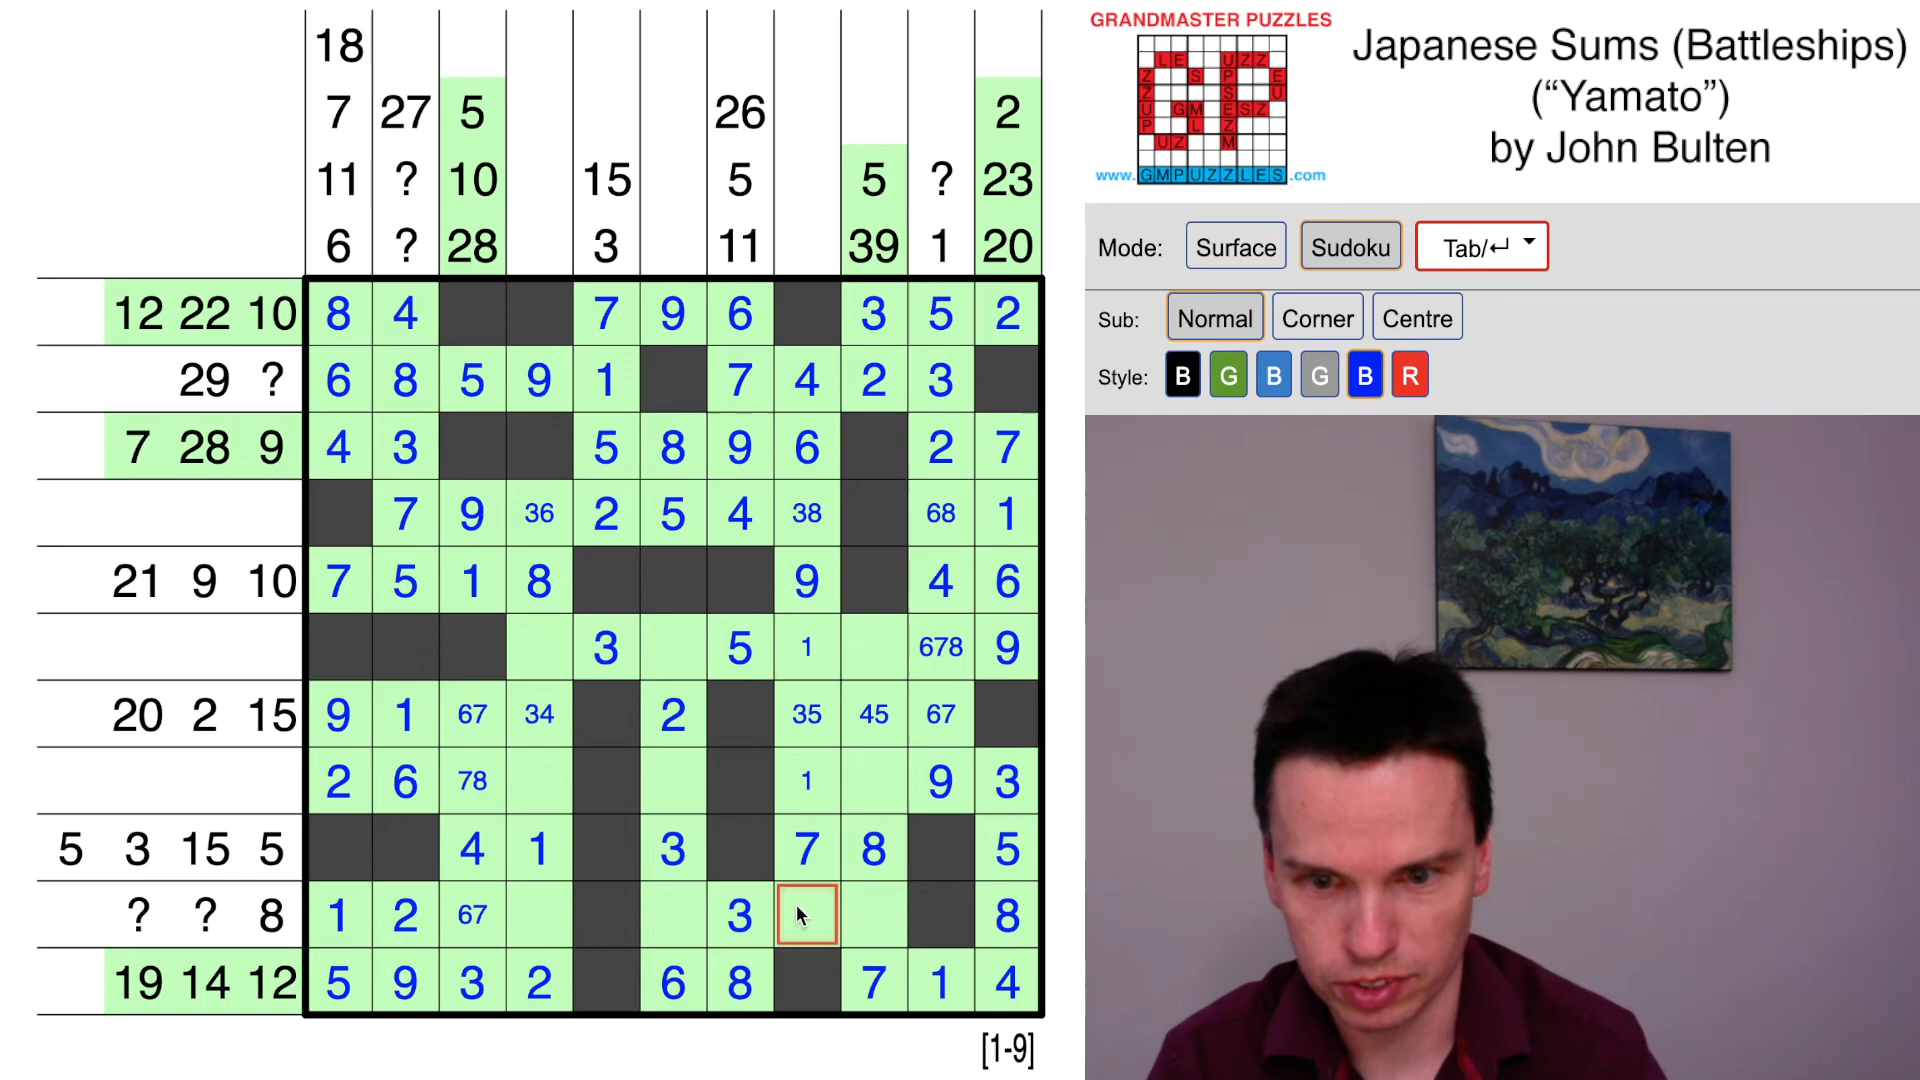 GRANDMASTER PUZZLES
www.GMPUZZLES.com
Japanese Sums (Battleships)
("Yamato")
by John Bulten
Mode: Surface Sudoku Tab/↵
Sub: Normal Corner Centre
Style: B G B G B R
18
7 27 5 26 2
11 ? 10 15 5 5 ? 23
6 ? 28 3 11 39 1 20
12 22 10 8 4 7 9 6 3 5 2
29 ? 6 8 5 9 1 7 4 2 3
7 28 9 4 3 5 8 9 6 2 7
7 9 36 2 5 4 38 68 1
21 9 10 7 5 1 8 9 4 6
3 5 1 678 9
20 2 15 9 1 67 34 2 35 45 67
2 6 78 1 9 3
5 3 15 5 4 1 3 7 8 5
? ? 8 1 2 67 3 8
19 14 12 5 9 3 2 6 8 7 1 4
[1-9]